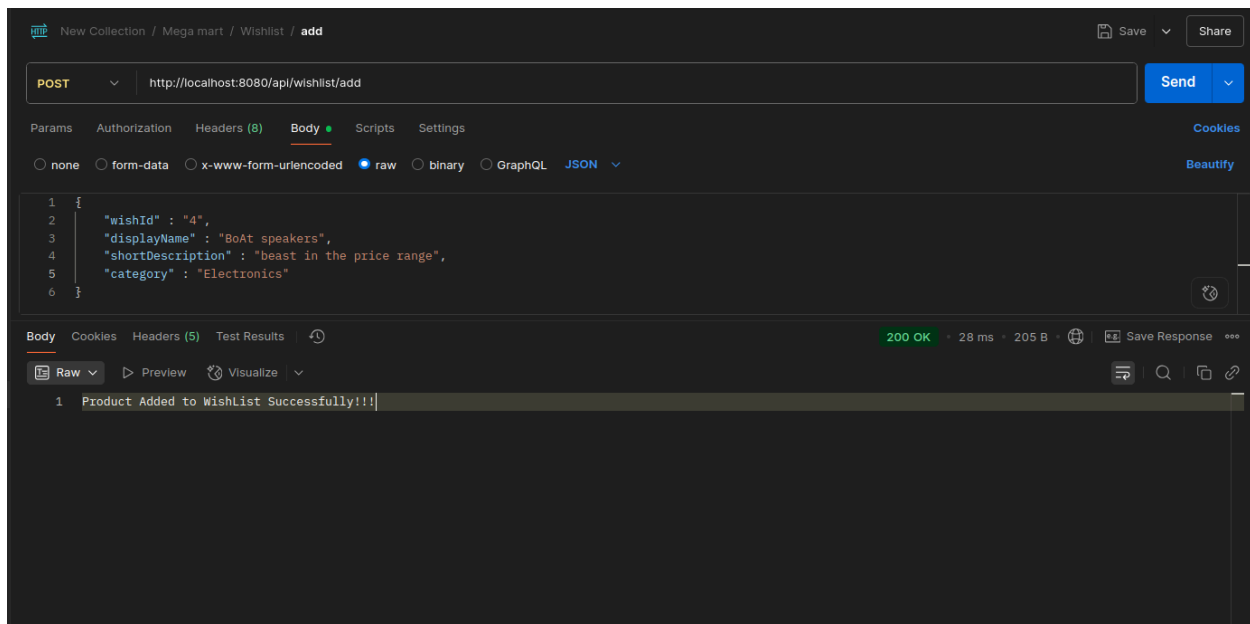 HTTP New Collection / Mega mart / Wishlist / add Save Share
POST http://localhost:8080/api/wishlist/add Send
Params Authorization Headers (8) Body Scripts Settings Cookies
none form-data x-www-form-urlencoded raw binary GraphQL JSON Beautify
1 {
2 "wishId" : "4",
3 "displayName" : "BoAt speakers",
4 "shortDescription" : "beast in the price range",
5 "category" : "Electronics"
6 }
Body Cookies Headers (5) Test Results 200 OK 28 ms 205 B e.g. Save Response
Raw Preview Visualize
1 Product Added to WishList Successfully!!!